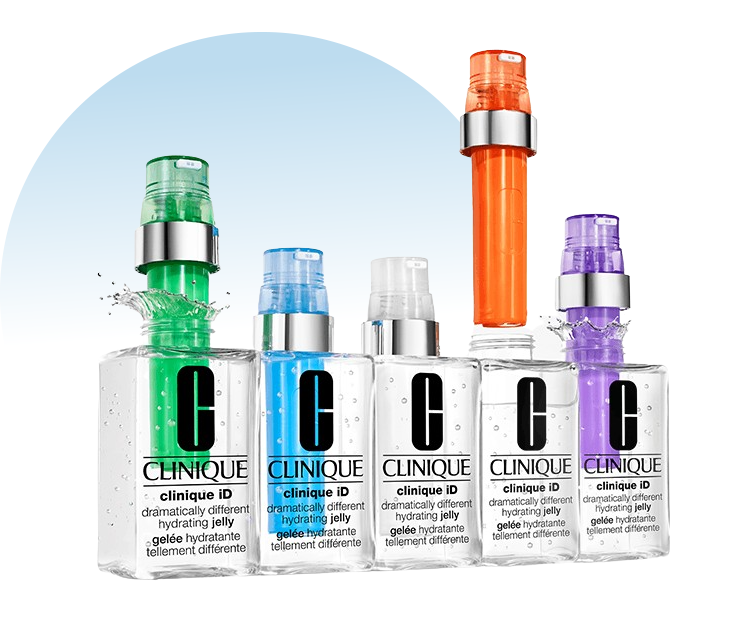 CLINIQUE
clinique iD
dramatically different
hydrating jelly
gelée hydratante
tellement différente
CLINIQUE
clinique iD
dramatically different
hydrating jelly
gelée hydratante
tellement différente
CLINIQUE
clinique iD
dramatically different
hydrating jelly
gelée hydratante
tellement différente
CLINIQUE
clinique iD
dramatically different
hydrating jelly
gelée hydratante
tellement différente
CLINIQUE
clinique iD
dramatically different
hydrating jelly
gelée hydratante
tellement différente